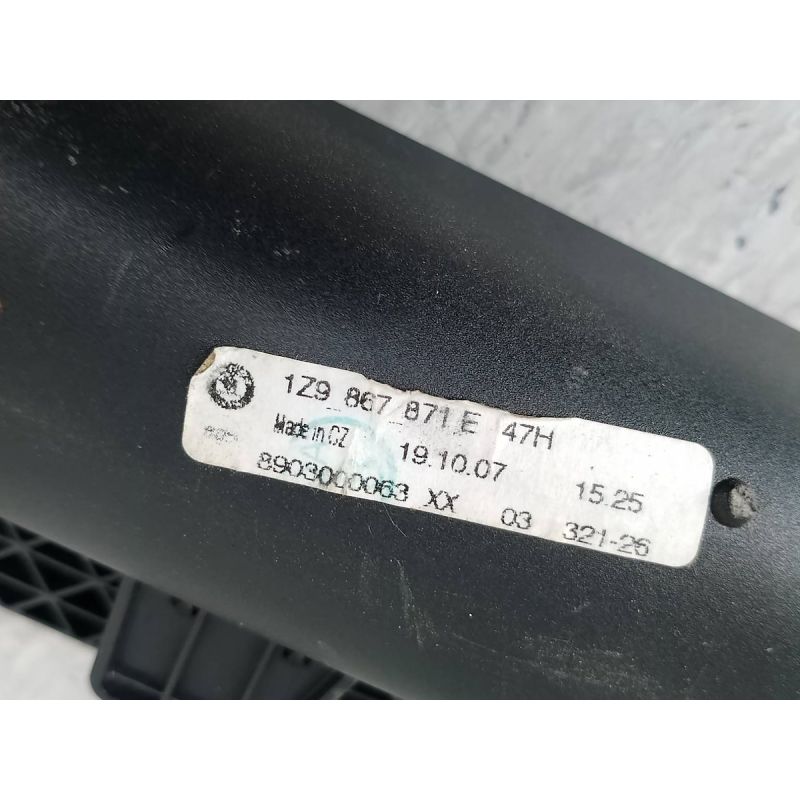 1Z9 867 871 E 47H
Made in CZ 19.10.07 15.25
8903000063 XX 03 321-26